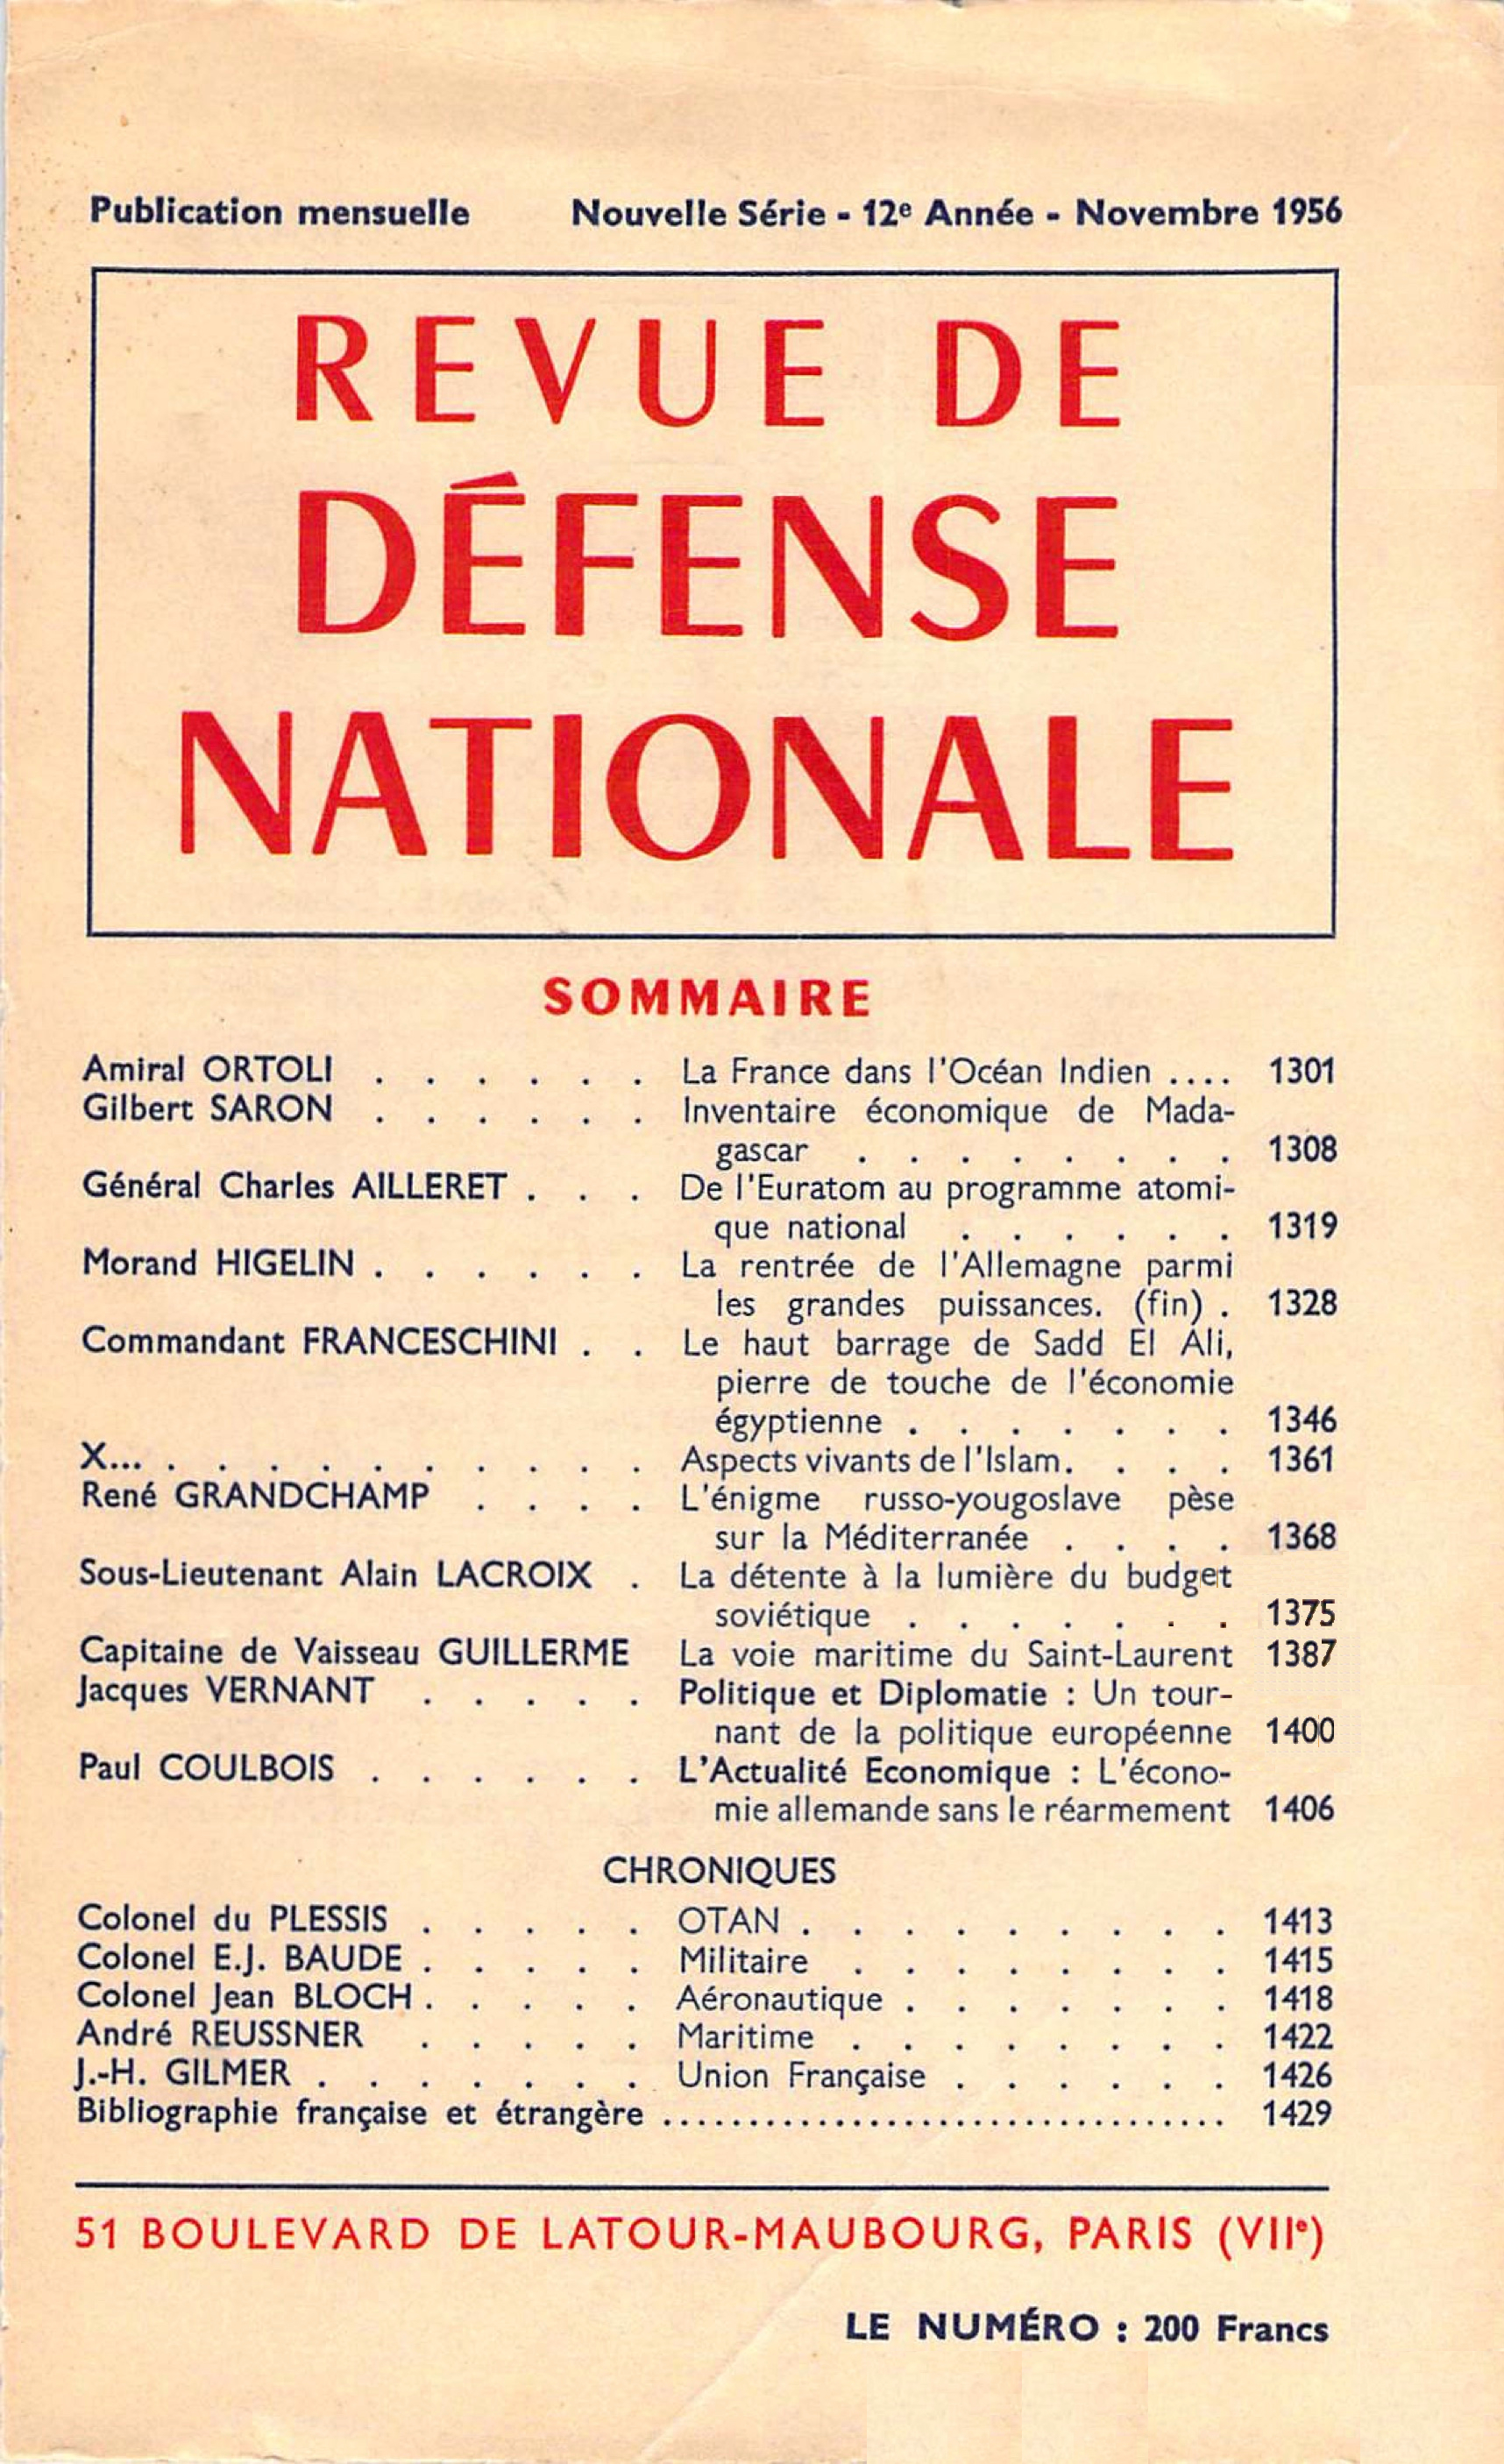 Publication mensuelle Nouvelle Série - 12e Année - Novembre 1956
REVUE DE
DÉFENSE
NATIONALE
SOMMAIRE
Amiral ORTOLI . . . . . . La France dans l'Océan Indien .... 1301
Gilbert SARON . . . . . . Inventaire économique de Mada-
gascar . . . . . . . . 1308
Général Charles AILLERET . . . De l'Euratom au programme atomi-
que national . . . . . . 1319
Morand HIGELIN . . . . . . La rentrée de l'Allemagne parmi
les grandes puissances. (fin) . 1328
Commandant FRANCESCHINI . . Le haut barrage de Sadd El Ali,
pierre de touche de l'économie
égyptienne . . . . . . . 1346
X... . . . . . . . . . . Aspects vivants de l'Islam. . . . 1361
René GRANDCHAMP . . . . L'énigme russo-yougoslave pèse
sur la Méditerranée . . . . 1368
Sous-Lieutenant Alain LACROIX . La détente à la lumière du budget
soviétique . . . . . . . 1375
Capitaine de Vaisseau GUILLERME La voie maritime du Saint-Laurent 1387
Jacques VERNANT . . . . . Politique et Diplomatie : Un tour-
nant de la politique européenne 1400
Paul COULBOIS . . . . . . L'Actualité Economique : L'écono-
mie allemande sans le réarmement 1406
CHRONIQUES
Colonel du PLESSIS . . . . . OTAN . . . . . . . . . 1413
Colonel E.J. BAUDE . . . . . Militaire . . . . . . . . 1415
Colonel Jean BLOCH . . . . . Aéronautique . . . . . . . 1418
André REUSSNER . . . . . Maritime . . . . . . . . 1422
J.-H. GILMER . . . . . . . Union Française . . . . . . 1426
Bibliographie française et étrangère .................................. 1429
51 BOULEVARD DE LATOUR-MAUBOURG, PARIS (VIIe)
LE NUMÉRO : 200 Francs